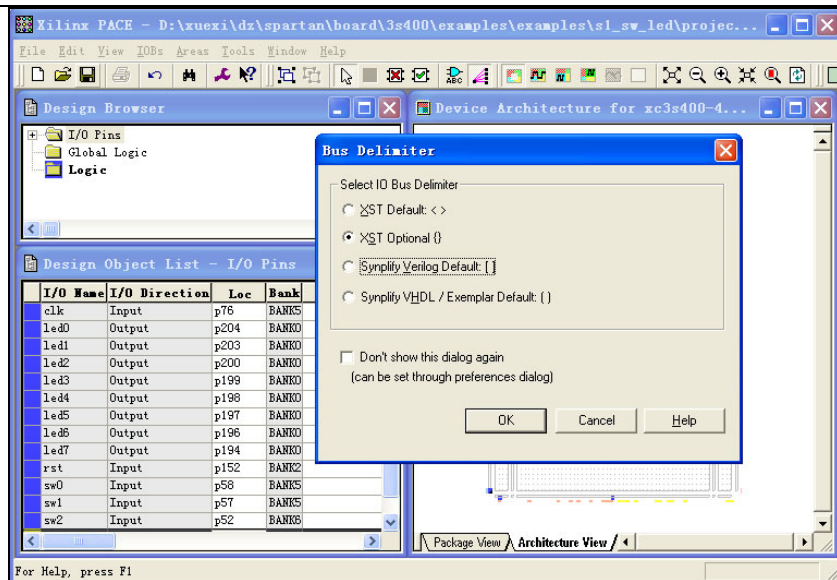 Xilinx PACE - D:\xuexi\dz\spartan\board\3s400\examples\examples\s1_sw_led\projec...
File Edit View IOBs Areas Tools Window Help
ABC
Design Browser
I/O Pins
Global Logic
Logic
Device Architecture for xc3s400-4...
Bus Delimiter
Select IO Bus Delimiter
XST Default: < >
XST Optional {}
Synplify Verilog Default: [ ]
Synplify VHDL / Exemplar Default: ( )
Don't show this dialog again
(can be set through preferences dialog)
OK Cancel Help
Design Object List - I/O Pins
I/O Name I/O Direction Loc Bank
clk Input p76 BANK5
led0 Output p204 BANK0
led1 Output p203 BANK0
led2 Output p200 BANK0
led3 Output p199 BANK0
led4 Output p198 BANK0
led5 Output p197 BANK0
led6 Output p196 BANK0
led7 Output p194 BANK0
rst Input p152 BANK2
sw0 Input p58 BANK5
sw1 Input p57 BANK5
sw2 Input p52 BANK6
Package View Architecture View
For Help, press F1